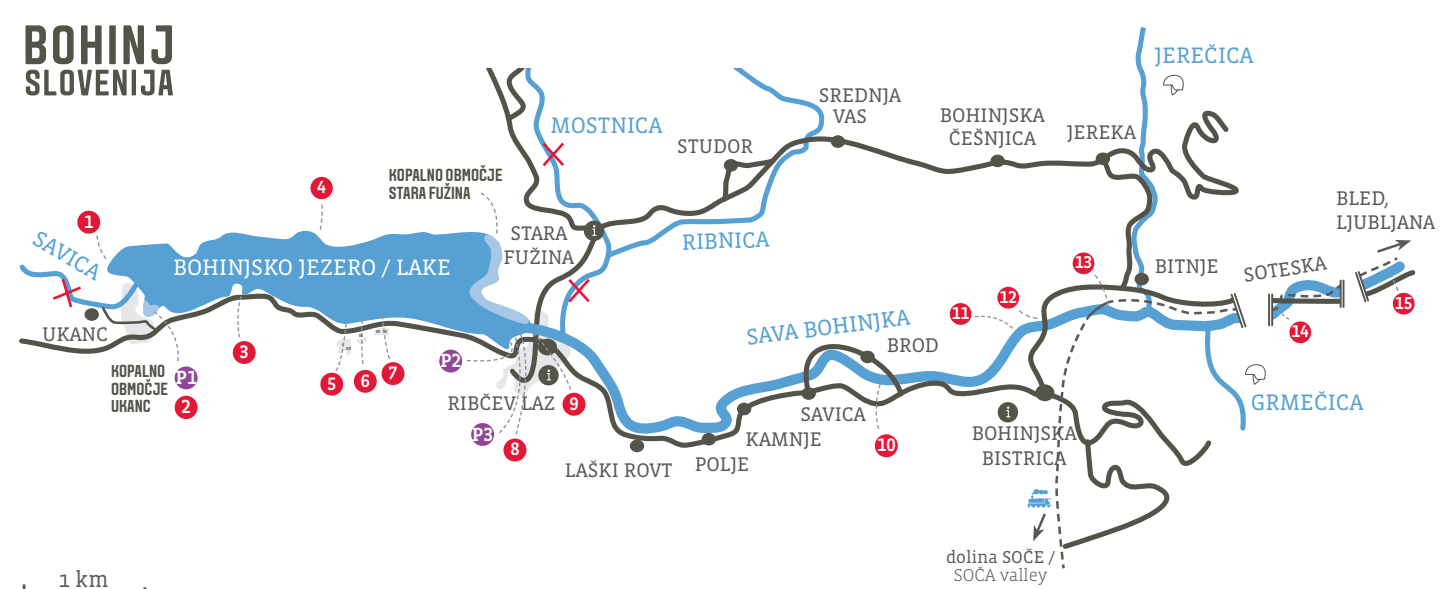 BOHINJ
SLOVENIJA
JEREČICA
SREDNJA
VAS
BOHINJSKA
ČEŠNJICA
JEREKA
MOSTNICA
STUDOR
KOPALNO OBMOČJE
STARA FUŽINA
4
1
BLED,
LJUBLJANA
SAVICA
STARA
FUŽINA
i
RIBNICA
BOHINJSKO JEZERO / LAKE
13
BITNJE
SOTESKA
15
12
11
14
UKANC
SAVA BOHINJKA
BROD
3
P2
5
6
7
KOPALNO
OBMOČJE
UKANC
P1
2
i
RIBČEV LAZ
9
GRMEČICA
P3
8
SAVICA
i
KAMNJE
BOHINJSKA
BISTRICA
10
LAŠKI ROVT
POLJE
dolina SOČE /
SOČA valley
1 km